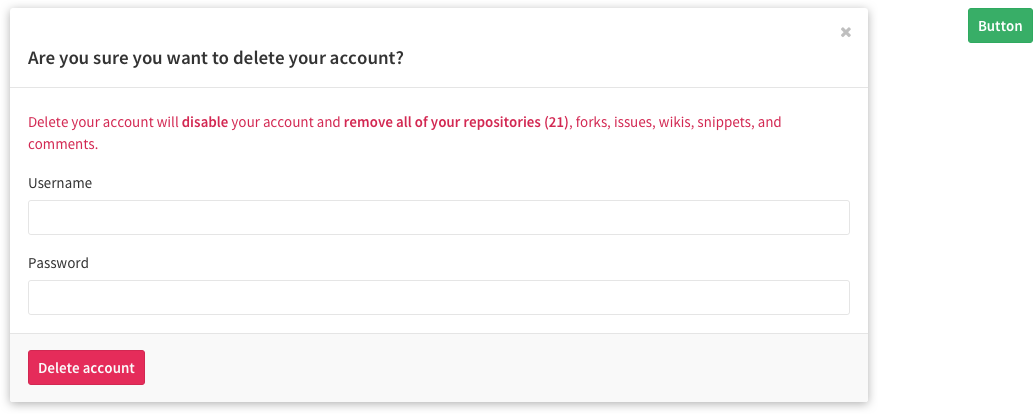 Button
Are you sure you want to delete your account?
Delete your account will disable your account and remove all of your repositories (21), forks, issues, wikis, snippets, and
comments.
Username
Password
Delete account